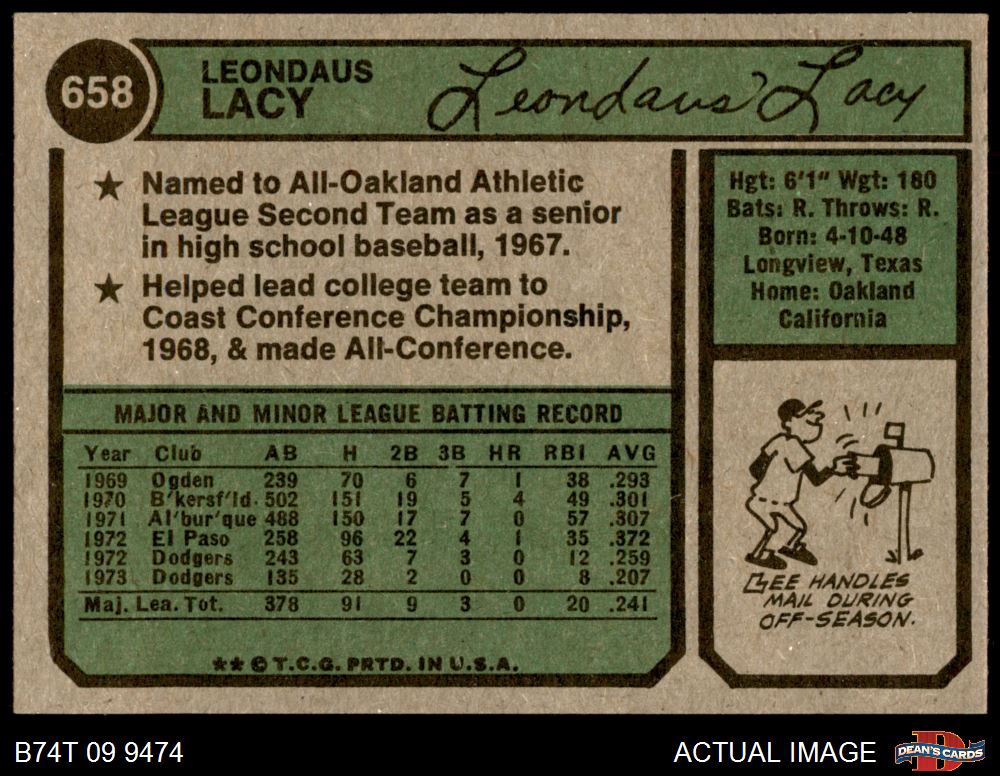 658
LEONDAUS
LACY
Leondaus Lacy
★ Named to All-Oakland Athletic
League Second Team as a senior
in high school baseball, 1967.
★ Helped lead college team to
Coast Conference Championship,
1968, & made All-Conference.
Hgt: 6'1" Wgt: 180
Bats: R. Throws: R.
Born: 4-10-48
Longview, Texas
Home: Oakland
California
MAJOR AND MINOR LEAGUE BATTING RECORD
Year Club AB H 2B 3B HR RBI AVG
1969 Ogden 239 70 6 7 1 38 .293
1970 B'kersf'ld. 502 151 19 5 4 49 .301
1971 Al'bur'que 488 150 17 7 0 57 .307
1972 El Paso 258 96 22 4 1 35 .372
1972 Dodgers 243 63 7 3 0 12 .259
1973 Dodgers 135 28 2 0 0 8 .207
Maj. Lea. Tot. 378 91 9 3 0 20 .241
★★ © T.C.G. PRTD. IN U.S.A.
LEE HANDLES
MAIL DURING
OFF-SEASON.
B74T 09 9474
ACTUAL IMAGE
DEAN'S CARDS